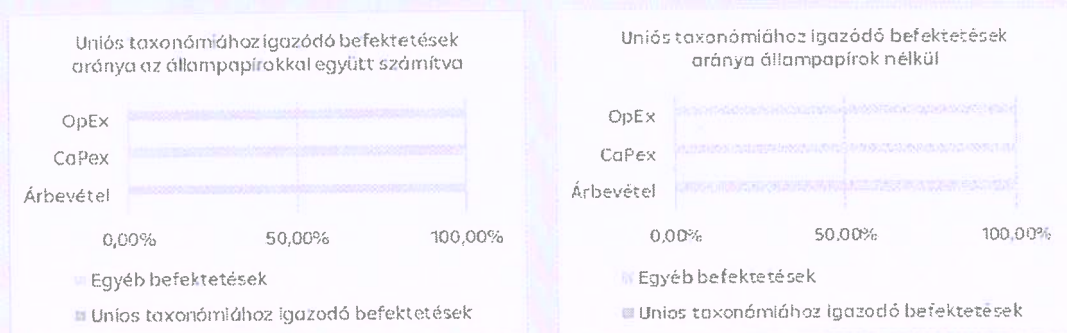 Uniós taxonómiához igazódó befektetések
aránya az állampapírokkal együtt számítva
OpEx
CaPex
Árbevétel
0,00%
50,00%
100,00%
Egyéb befektetések
Uniós taxonómiához igazodó befektetések
Uniós taxonómiához igazódó befektetések
aránya állampapírok nélkül
OpEx
CaPex
Árbevétel
0,00%
50,00%
100,00%
Egyéb befektetések
Uniós taxonómiához igazodó befektetések